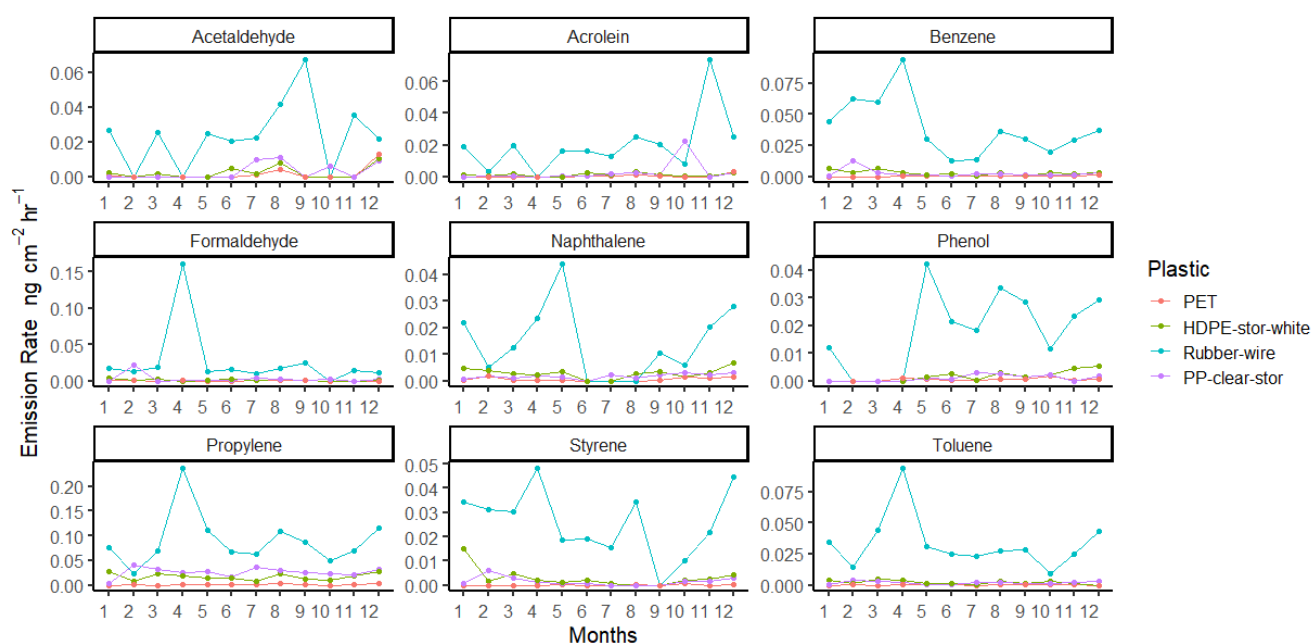 Acetaldehyde Acrolein Benzene
0.06 0.04 0.02 0.00
0.06 0.04 0.02 0.00
0.075 0.050 0.025 0.000
1 2 3 4 5 6 7 8 9 10 11 12
1 2 3 4 5 6 7 8 9 10 11 12
1 2 3 4 5 6 7 8 9 10 11 12
Formaldehyde Naphthalene Phenol
0.15 0.10 0.05 0.00
0.04 0.03 0.02 0.01 0.00
0.04 0.03 0.02 0.01 0.00
1 2 3 4 5 6 7 8 9 10 11 12
1 2 3 4 5 6 7 8 9 10 11 12
1 2 3 4 5 6 7 8 9 10 11 12
Propylene Styrene Toluene
0.20 0.15 0.10 0.05 0.00
0.05 0.04 0.03 0.02 0.01 0.00
0.075 0.050 0.025 0.000
1 2 3 4 5 6 7 8 9 10 11 12
1 2 3 4 5 6 7 8 9 10 11 12
1 2 3 4 5 6 7 8 9 10 11 12
Emission Rate ng cm⁻² hr⁻¹
Months
Plastic
PET
HDPE-stor-white
Rubber-wire
PP-clear-stor